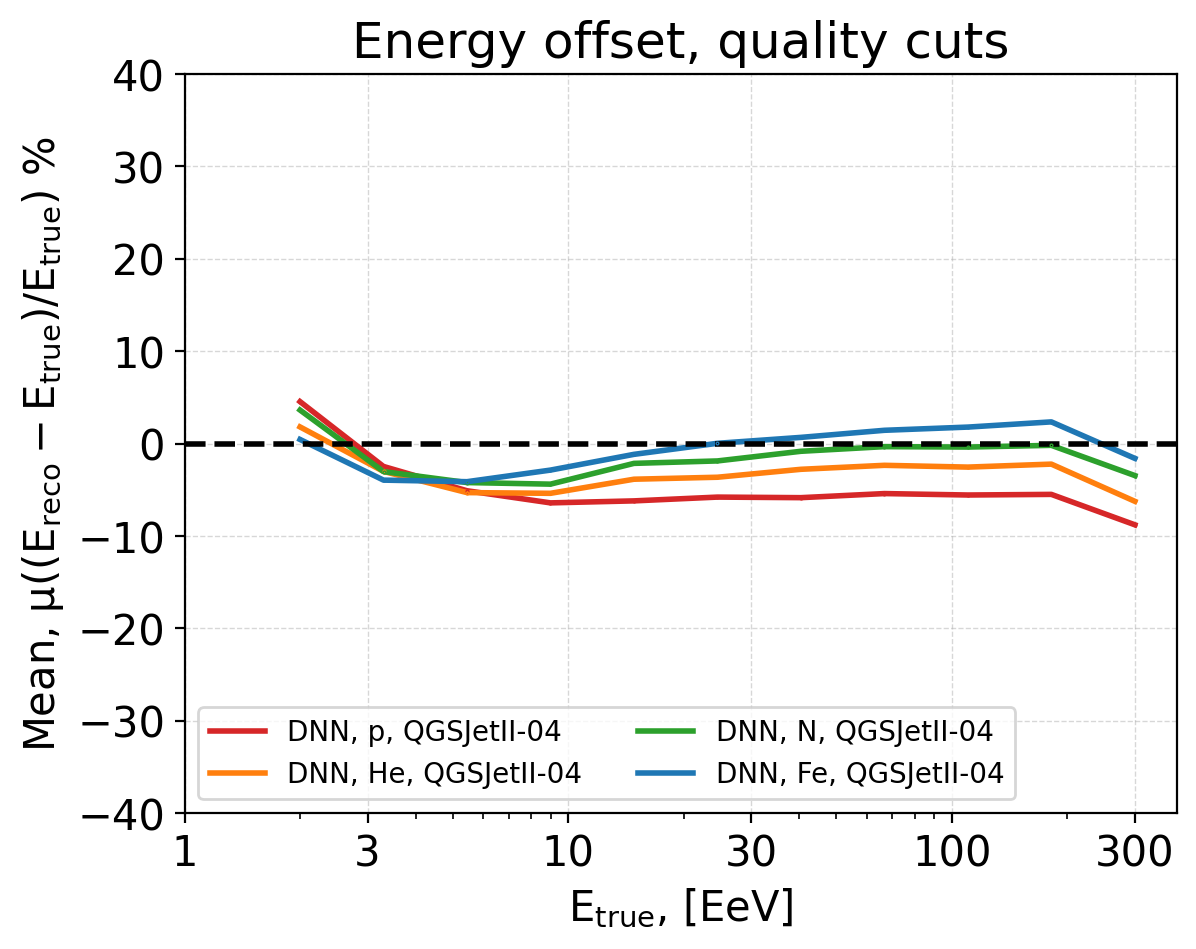 Energy offset, quality cuts
Mean, μ((E_reco − E_true)/E_true) %
40
30
20
10
0
−10
−20
−30
−40
DNN, p, QGSJetII-04
DNN, He, QGSJetII-04
DNN, N, QGSJetII-04
DNN, Fe, QGSJetII-04
1 3 10 30 100 300
E_true, [EeV]